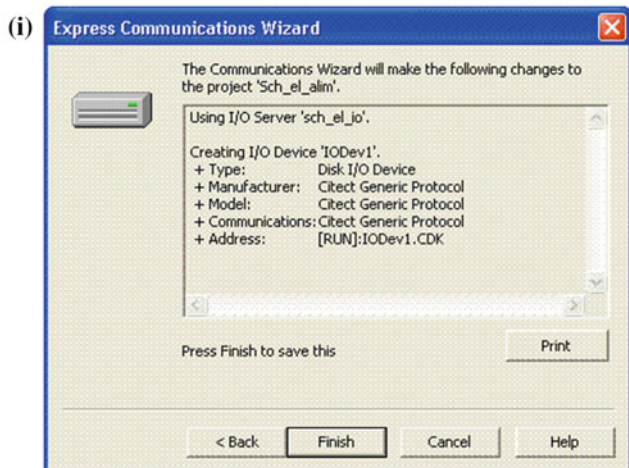 (i)
Express Communications Wizard
The Communications Wizard will make the following changes to
the project 'Sch_el_alim'.
Using I/O Server 'sch_el_io'.
Creating I/O Device 'IODev1'.
+ Type: Disk I/O Device
+ Manufacturer: Citect Generic Protocol
+ Model: Citect Generic Protocol
+ Communications: Citect Generic Protocol
+ Address: [RUN]:IODev1.CDK
Press Finish to save this
Print
< Back Finish Cancel Help